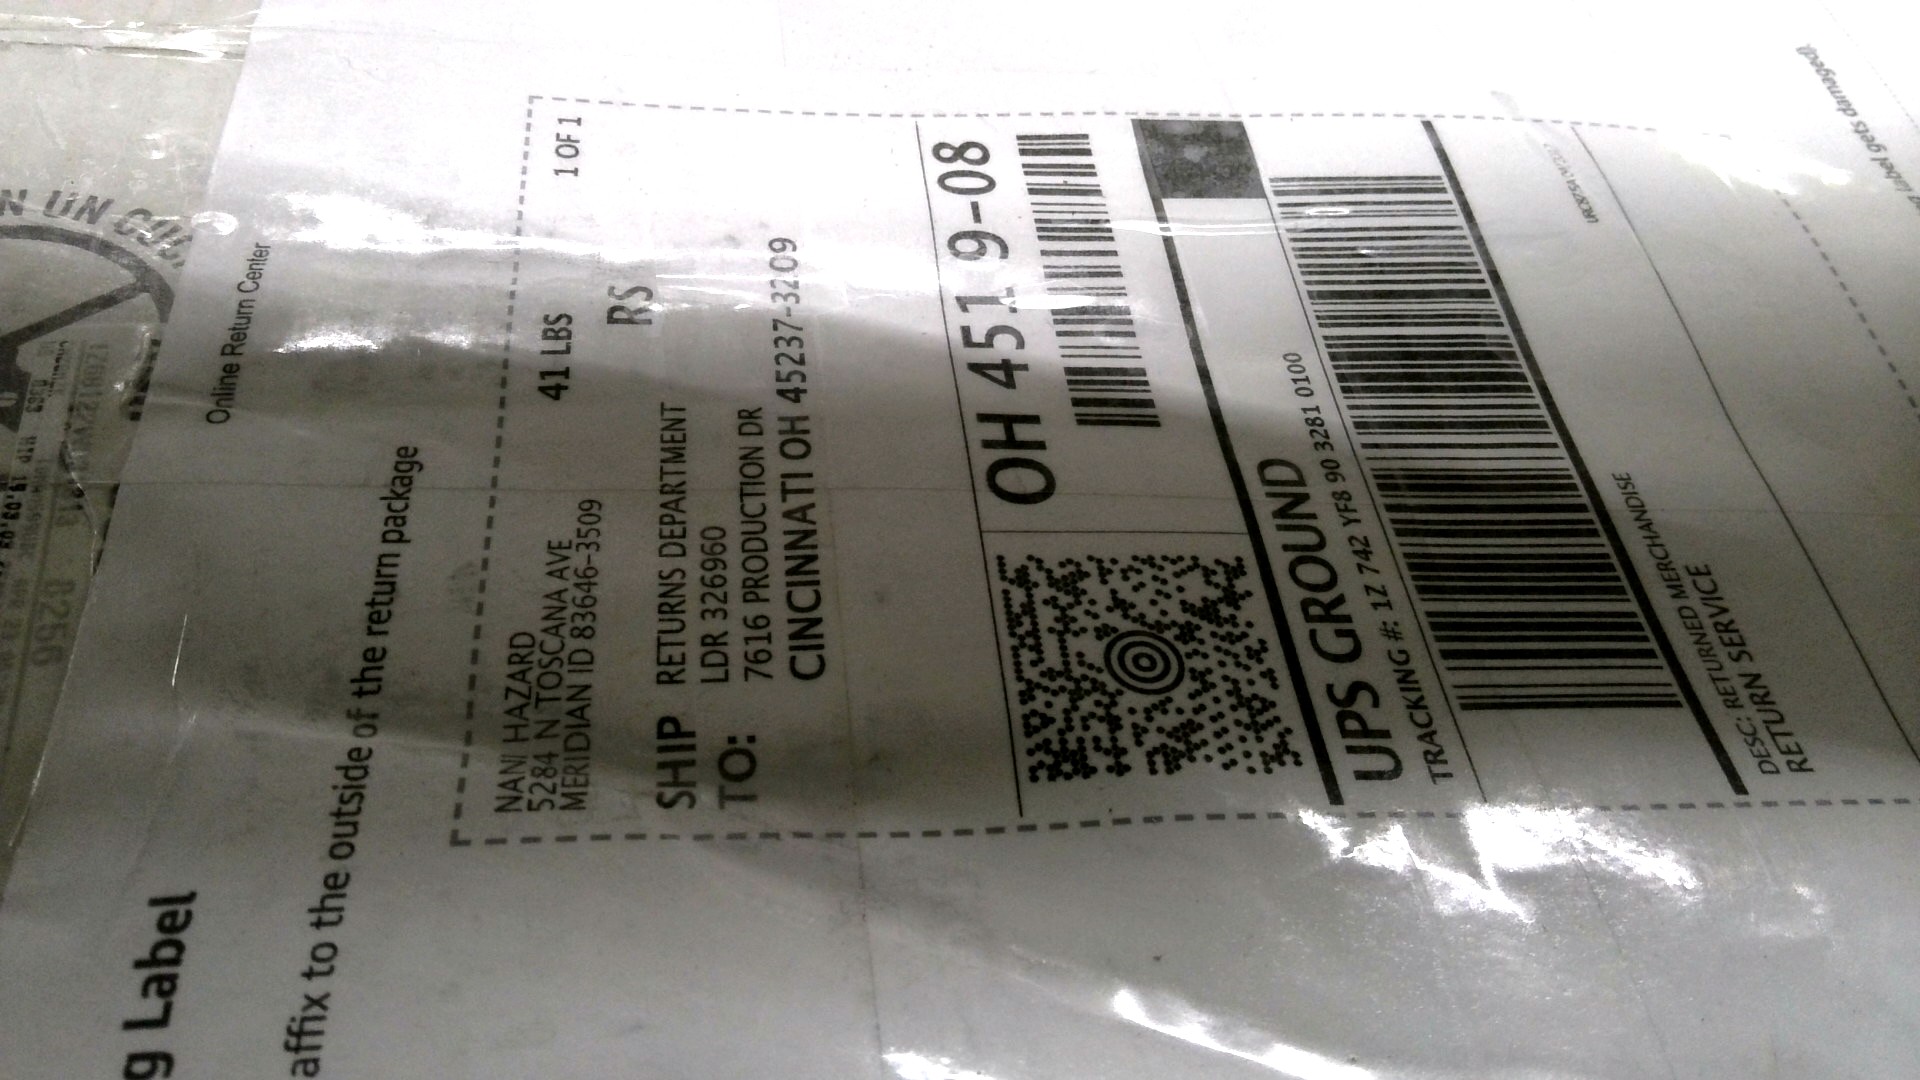 g Label
affix to the outside of the return package
Online Return Center
NANI HAZARD
5284 N TOSCANA AVE
MERIDIAN ID 83646-3509
41 LBS
1 OF 1
RS
SHIP
TO:
RETURNS DEPARTMENT
LDR 326960
7616 PRODUCTION DR
CINCINNATI OH 45237-3209
OH 451 9-08
UPS GROUND
TRACKING #: 1Z 742 YF8 90 3281 0100
DESC: RETURNED MERCHANDISE
RETURN SERVICE
label gets damaged).